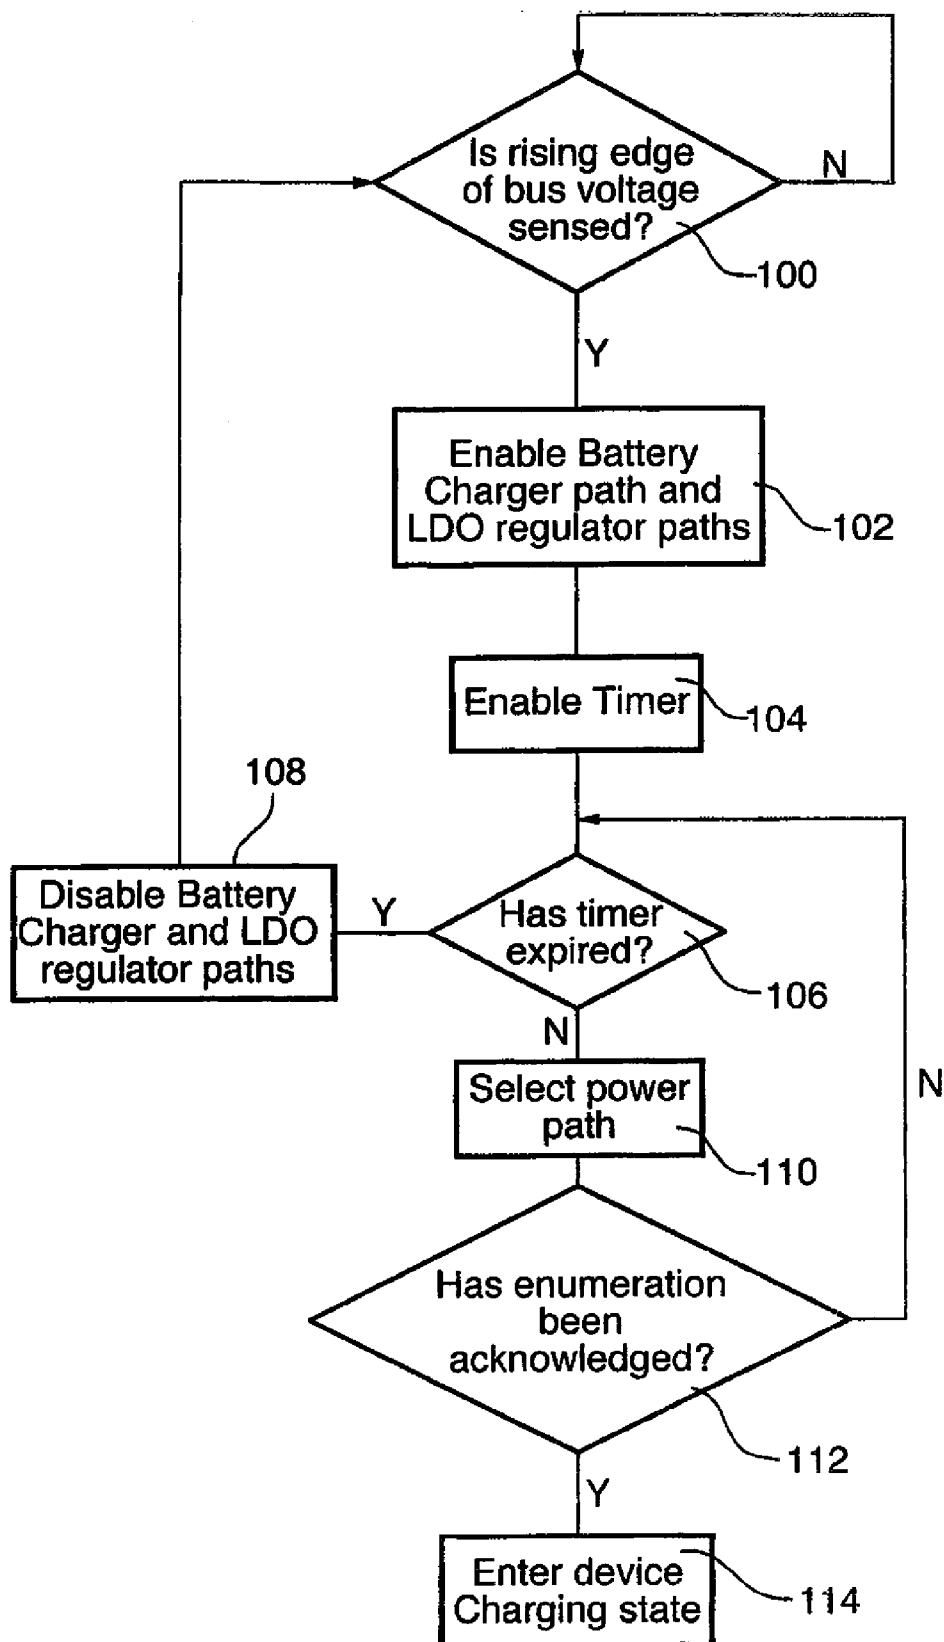 Is rising edge
of bus voltage
sensed?
N
100
Y
Enable Battery
Charger path and
LDO regulator paths
102
Enable Timer
104
108
Disable Battery
Charger and LDO
regulator paths
Y
Has timer
expired?
106
N
Select power
path
110
N
Has enumeration
been
acknowledged?
112
Y
Enter device
Charging state
114